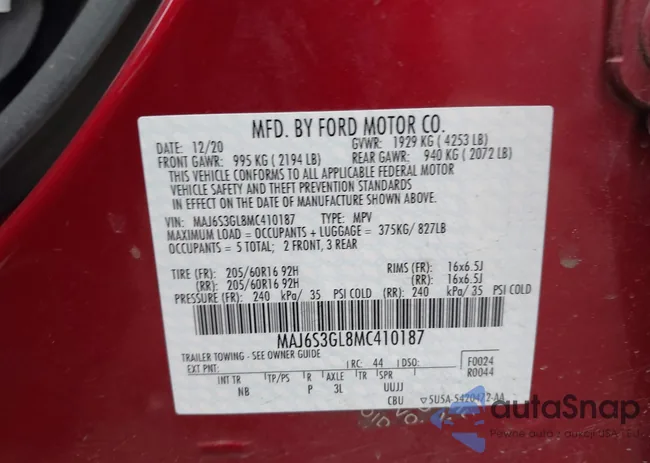 MFD. BY FORD MOTOR CO.
DATE: 12/20 GVWR: 1929 KG ( 4253 LB)
FRONT GAWR: 995 KG ( 2194 LB) REAR GAWR: 940 KG ( 2072 LB)
THIS VEHICLE CONFORMS TO ALL APPLICABLE FEDERAL MOTOR
VEHICLE SAFETY AND THEFT PREVENTION STANDARDS
IN EFFECT ON THE DATE OF MANUFACTURE SHOWN ABOVE.
VIN: MAJ6S3GL8MC410187 TYPE: MPV
MAXIMUM LOAD = OCCUPANTS + LUGGAGE = 375KG/ 827LB
OCCUPANTS = 5 TOTAL; 2 FRONT, 3 REAR
TIRE (FR): 205/60R16 92H RIMS (FR): 16x6.5J
(RR): 205/60R16 92H (RR): 16x6.5J
PRESSURE (FR): 240 kPa/ 35 PSI COLD (RR): 240 kPa/ 35 PSI COLD
MAJ6S3GL8MC410187
TRAILER TOWING - SEE OWNER GUIDE
EXT PNT: RC: 44 DSO: F0024
R0044
INT TR TP/PS R AXLE TR SPR
NB P 3L UUJJ
CBU
autaSnap